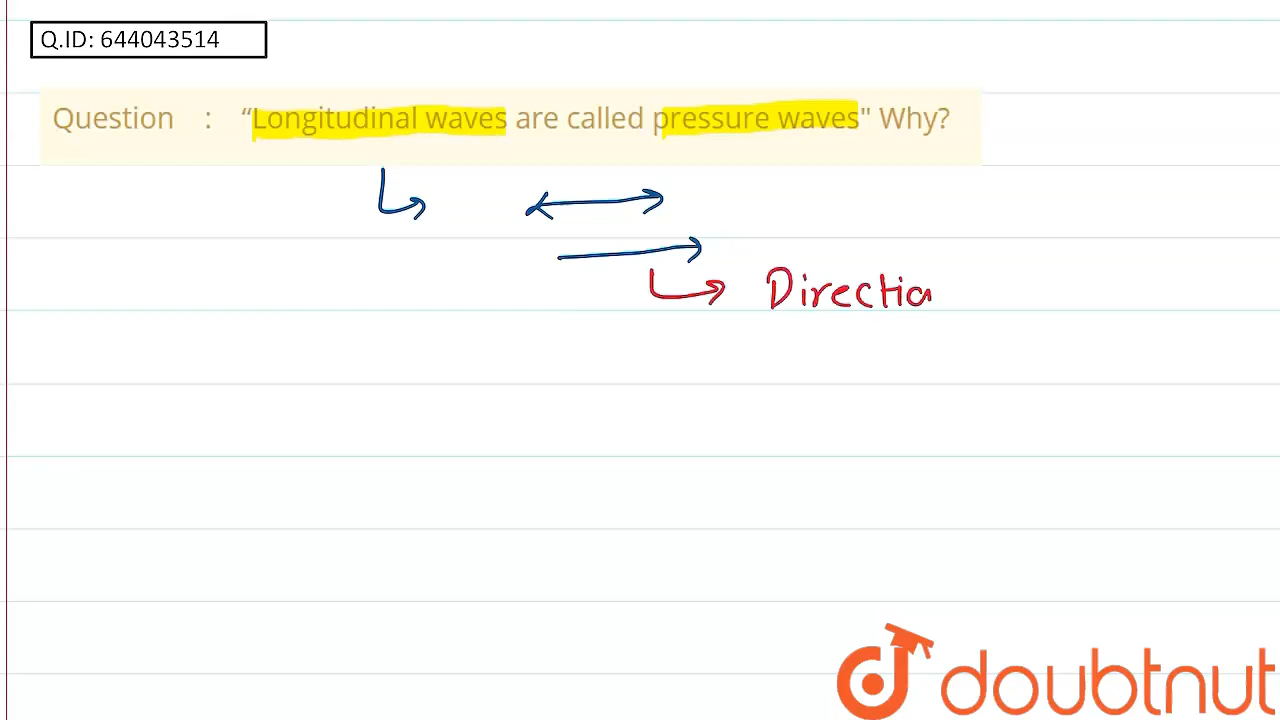 Q.ID: 644043514
Question : “Longitudinal waves are called pressure waves" Why?
Directio
doubtnut